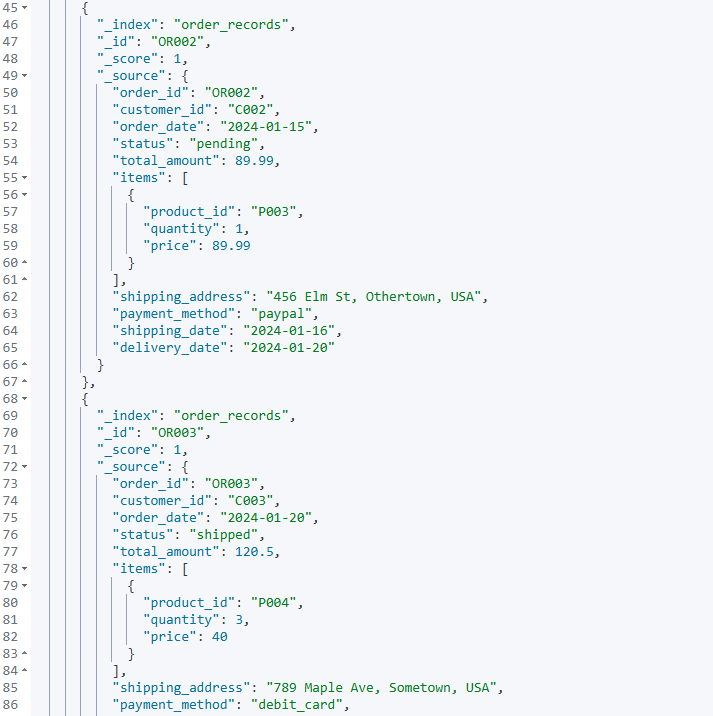 45 {
46 "_index": "order_records",
47 "_id": "OR002",
48 "_score": 1,
49 "_source": {
50 "order_id": "OR002",
51 "customer_id": "C002",
52 "order_date": "2024-01-15",
53 "status": "pending",
54 "total_amount": 89.99,
55 "items": [
56 {
57 "product_id": "P003",
58 "quantity": 1,
59 "price": 89.99
60 }
61 ],
62 "shipping_address": "456 Elm St, Othertown, USA",
63 "payment_method": "paypal",
64 "shipping_date": "2024-01-16",
65 "delivery_date": "2024-01-20"
66 }
67 },
68 {
69 "_index": "order_records",
70 "_id": "OR003",
71 "_score": 1,
72 "_source": {
73 "order_id": "OR003",
74 "customer_id": "C003",
75 "order_date": "2024-01-20",
76 "status": "shipped",
77 "total_amount": 120.5,
78 "items": [
79 {
80 "product_id": "P004",
81 "quantity": 3,
82 "price": 40
83 }
84 ],
85 "shipping_address": "789 Maple Ave, Sometown, USA",
86 "payment_method": "debit_card",